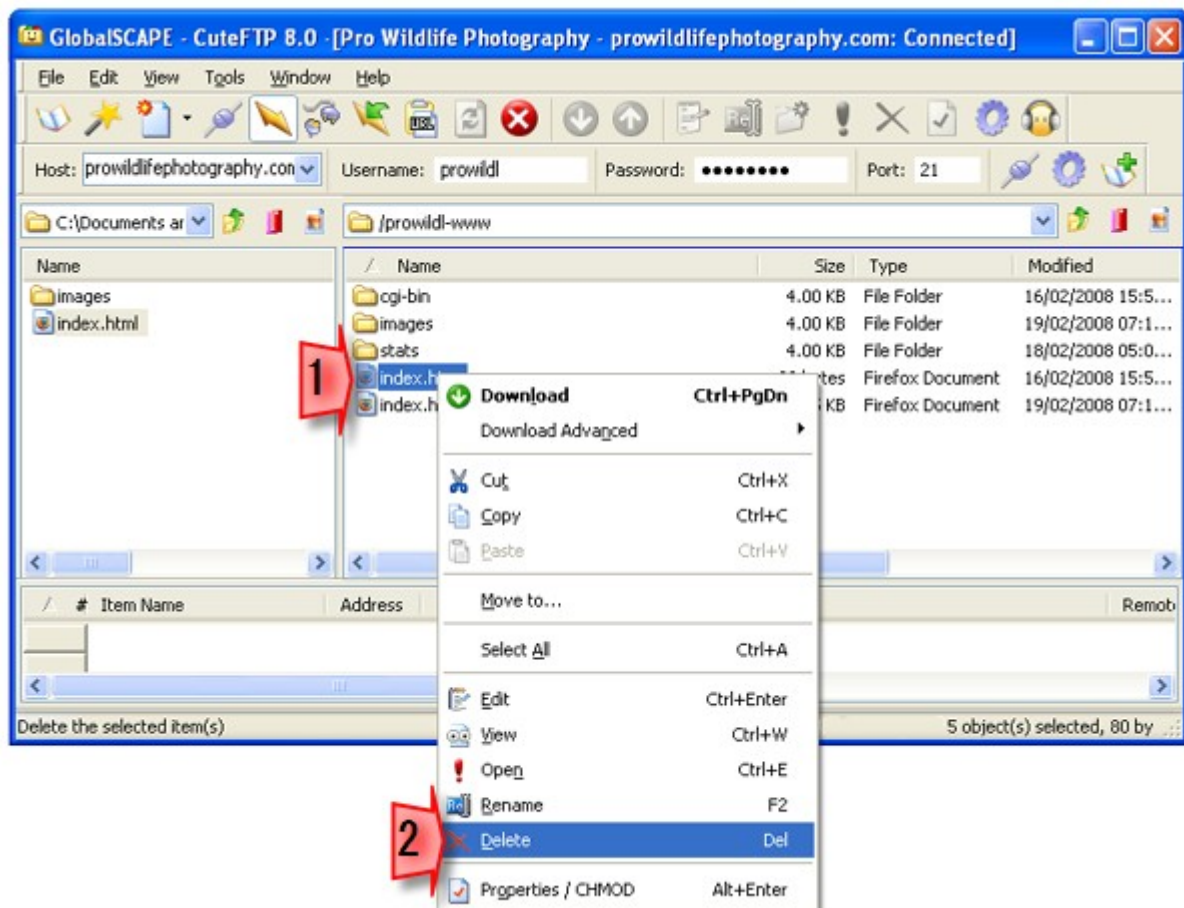 GlobalSCAPE - CuteFTP 8.0 -[Pro Wildlife Photography - prowildlifephotography.com: Connected]
File Edit View Tools Window Help
URL
Host: prowildlifephotography.con Username: prowildl Password: •••••••• Port: 21
C:\Documents ar /prowildl-www
Name Name Size Type Modified
images cgi-bin 4.00 KB File Folder 16/02/2008 15:5...
index.html images 4.00 KB File Folder 19/02/2008 07:1...
stats 4.00 KB File Folder 18/02/2008 05:0...
1 index.h Firefox Document 16/02/2008 15:5...
index.h KB Firefox Document 19/02/2008 07:1...
Download Ctrl+PgDn
Download Advanced
Cut Ctrl+X
Copy Ctrl+C
Paste Ctrl+V
Move to...
# Item Name Address Remot
Select All Ctrl+A
Edit Ctrl+Enter
Delete the selected item(s) 5 object(s) selected, 80 by
View Ctrl+W
Open Ctrl+E
Rename F2
2 Delete Del
Properties / CHMOD Alt+Enter